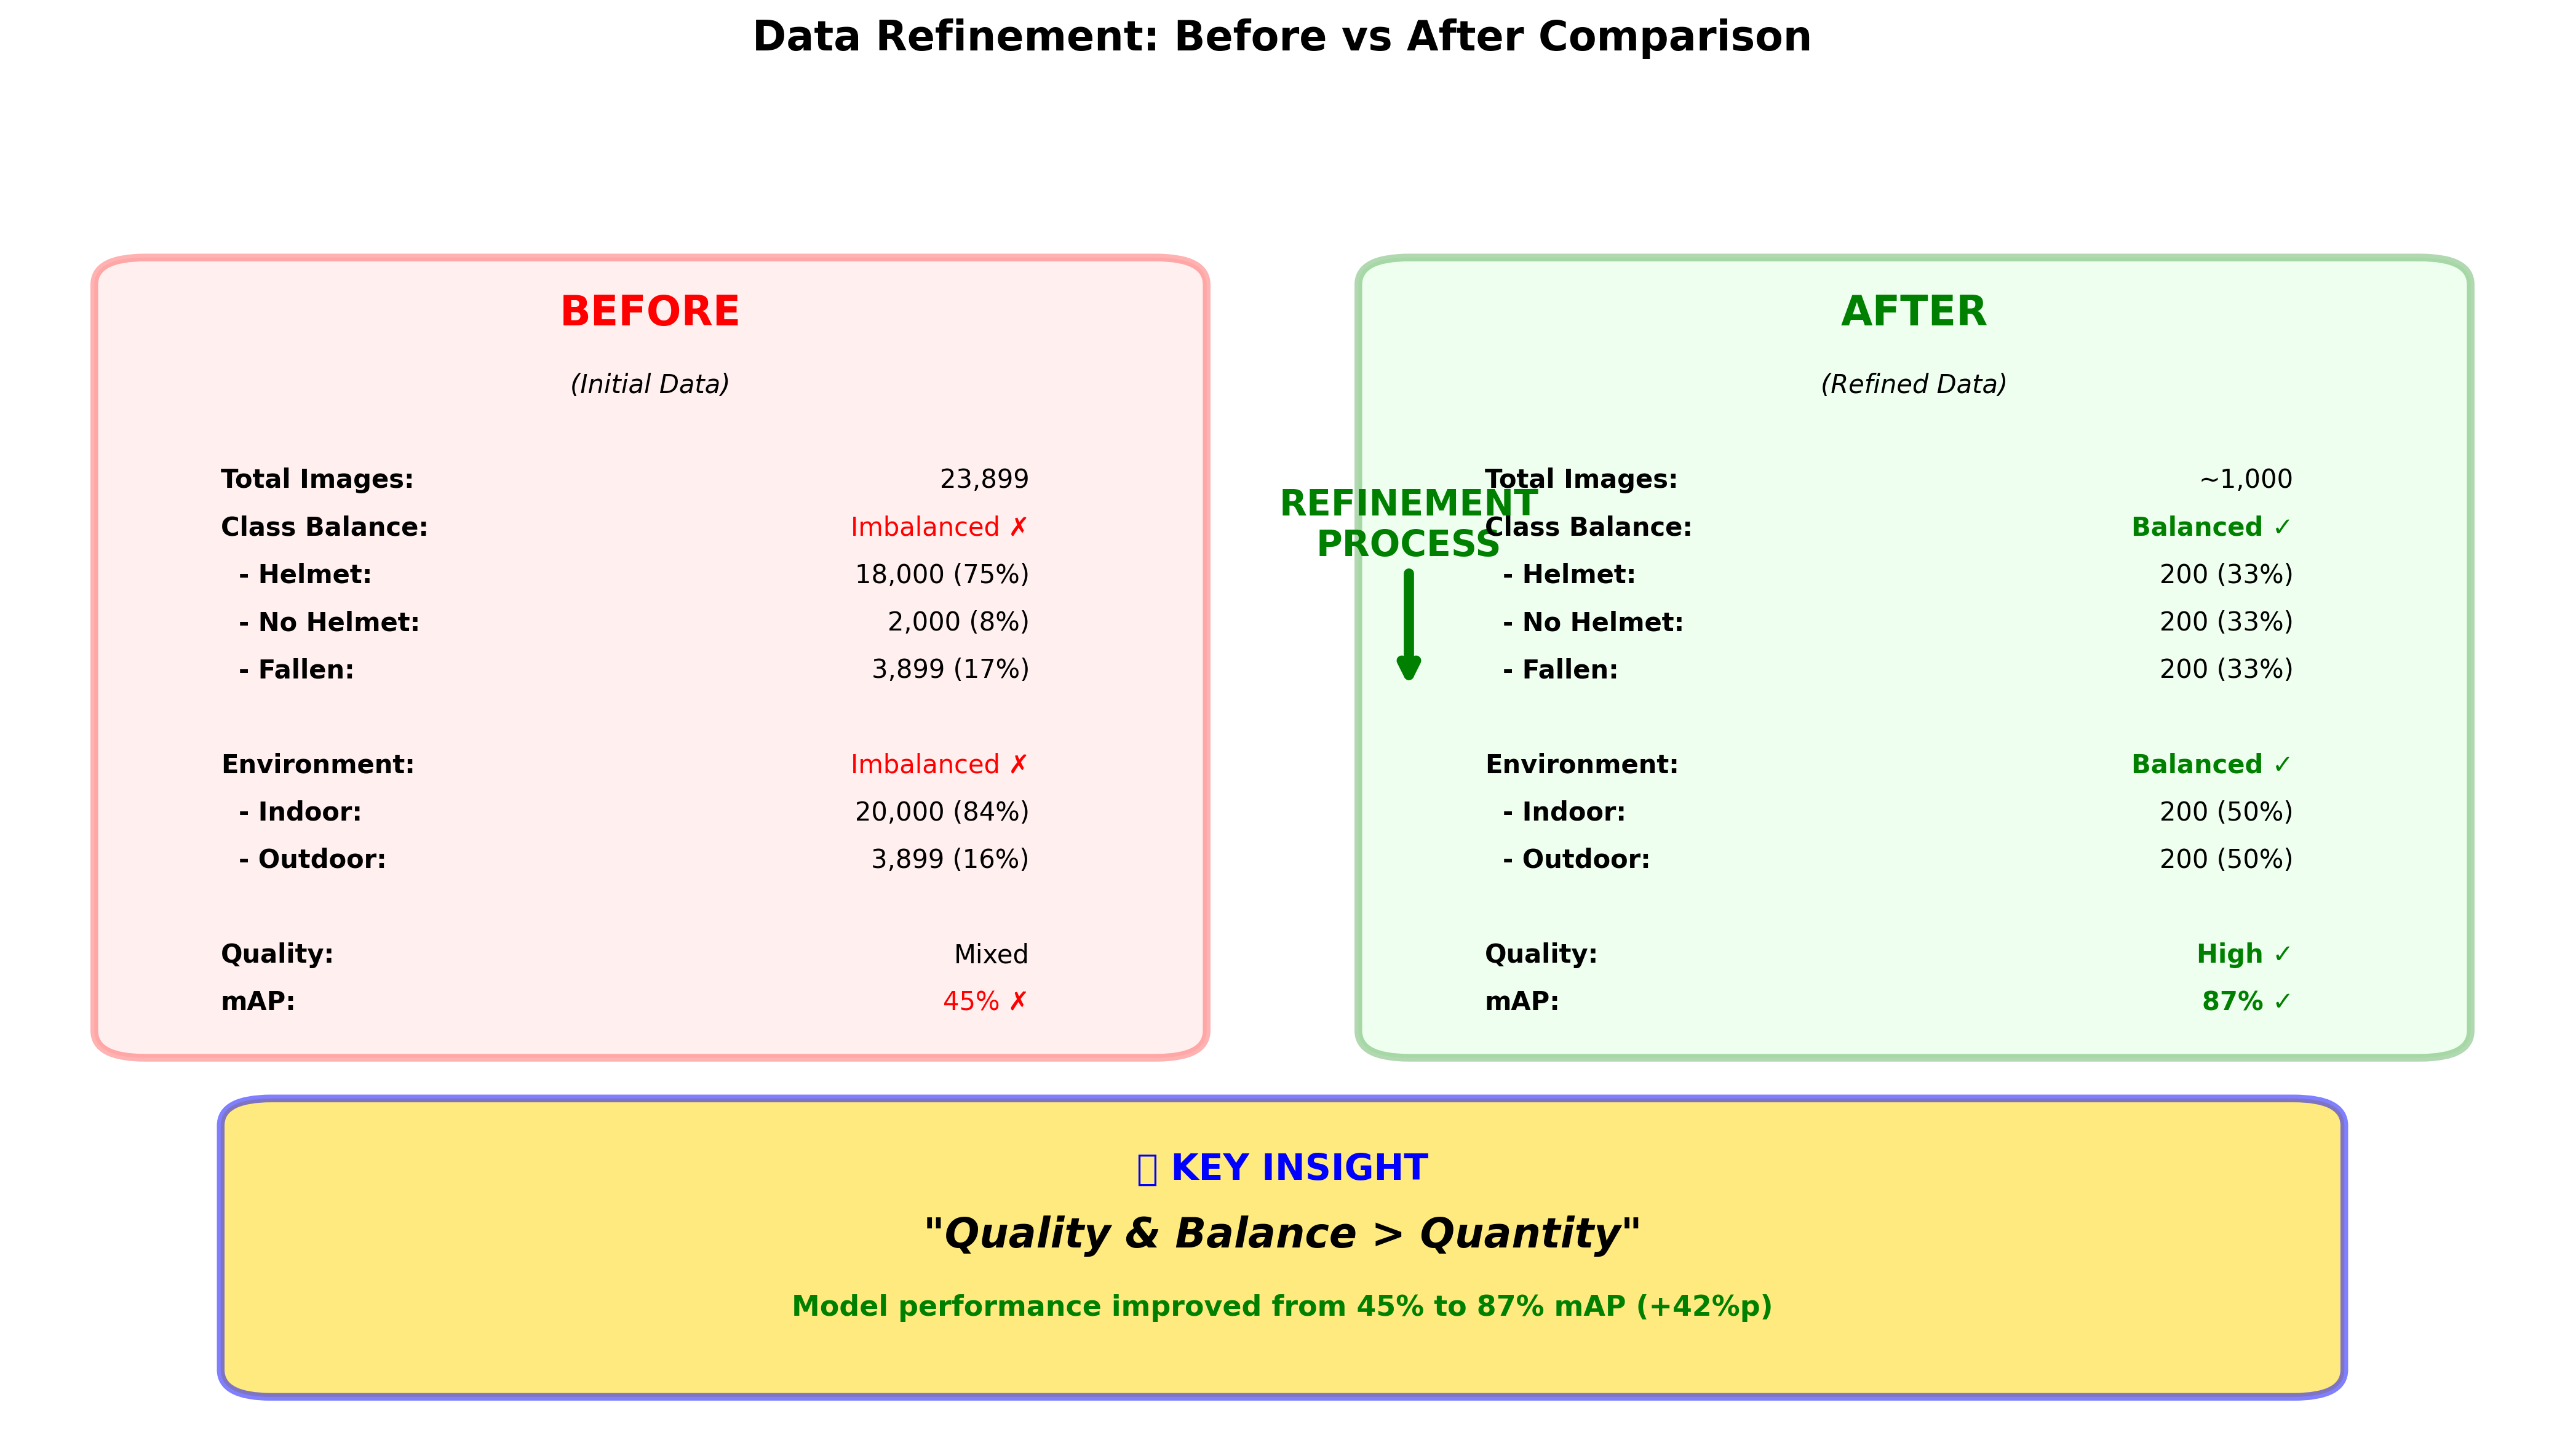 Data Refinement: Before vs After Comparison
BEFORE
(Initial Data)
Total Images: 23,899
Class Balance: Imbalanced ✗
- Helmet: 18,000 (75%)
- No Helmet: 2,000 (8%)
- Fallen: 3,899 (17%)
Environment: Imbalanced ✗
- Indoor: 20,000 (84%)
- Outdoor: 3,899 (16%)
Quality: Mixed
mAP: 45% ✗
REFINEMENT
PROCESS
AFTER
(Refined Data)
Total Images: ~1,000
Class Balance: Balanced ✓
- Helmet: 200 (33%)
- No Helmet: 200 (33%)
- Fallen: 200 (33%)
Environment: Balanced ✓
- Indoor: 200 (50%)
- Outdoor: 200 (50%)
Quality: High ✓
mAP: 87% ✓
KEY INSIGHT
"Quality & Balance > Quantity"
Model performance improved from 45% to 87% mAP (+42%p)